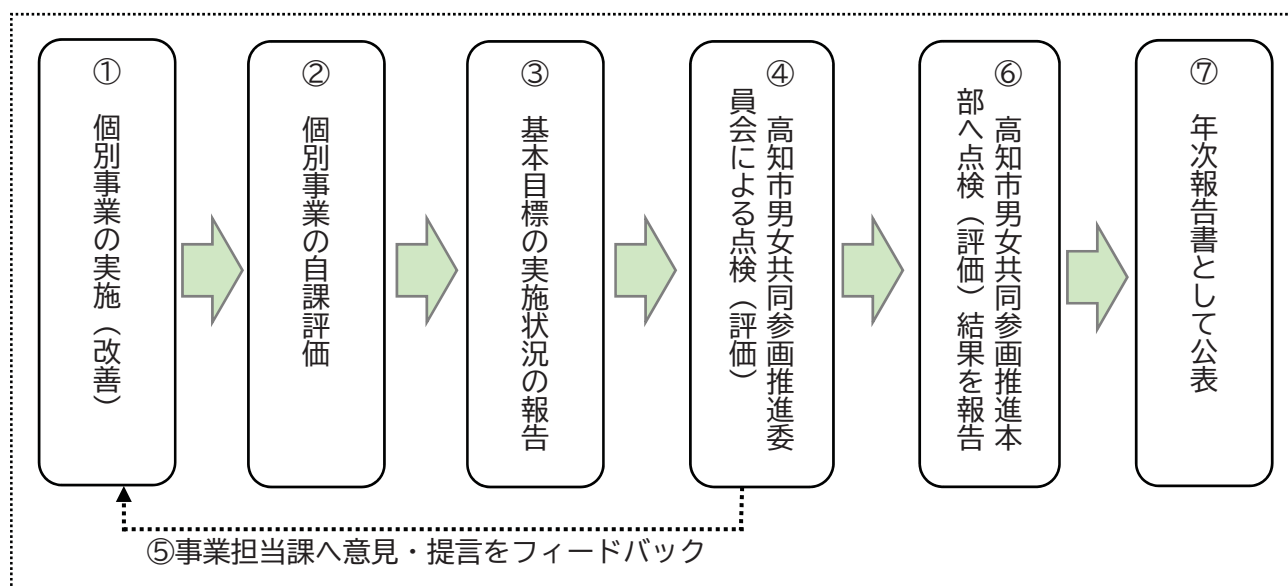 ①
個別事業の実施（改善）
②
個別事業の自課評価
③
基本目標の実施状況の報告
④
高知市男女共同参画推進委
員会による点検（評価）
⑥
高知市男女共同参画推進本
部へ点検（評価）結果を報告
⑦
年次報告書として公表
⑤事業担当課へ意見・提言をフィードバック